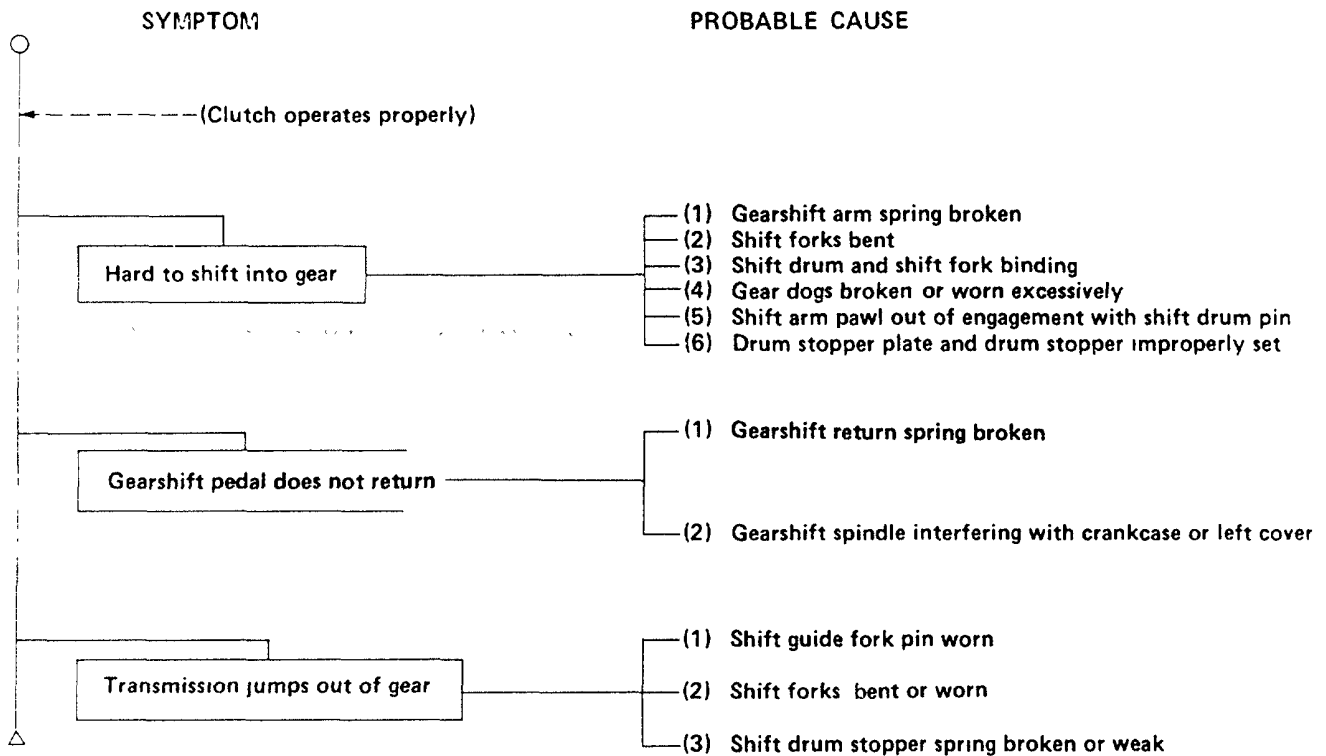 SYMPTOM
PROBABLE CAUSE
(Clutch operates properly)
Hard to shift into gear
(1) Gearshift arm spring broken
(2) Shift forks bent
(3) Shift drum and shift fork binding
(4) Gear dogs broken or worn excessively
(5) Shift arm pawl out of engagement with shift drum pin
(6) Drum stopper plate and drum stopper improperly set
Gearshift pedal does not return
(1) Gearshift return spring broken
(2) Gearshift spindle interfering with crankcase or left cover
Transmission jumps out of gear
(1) Shift guide fork pin worn
(2) Shift forks bent or worn
(3) Shift drum stopper spring broken or weak